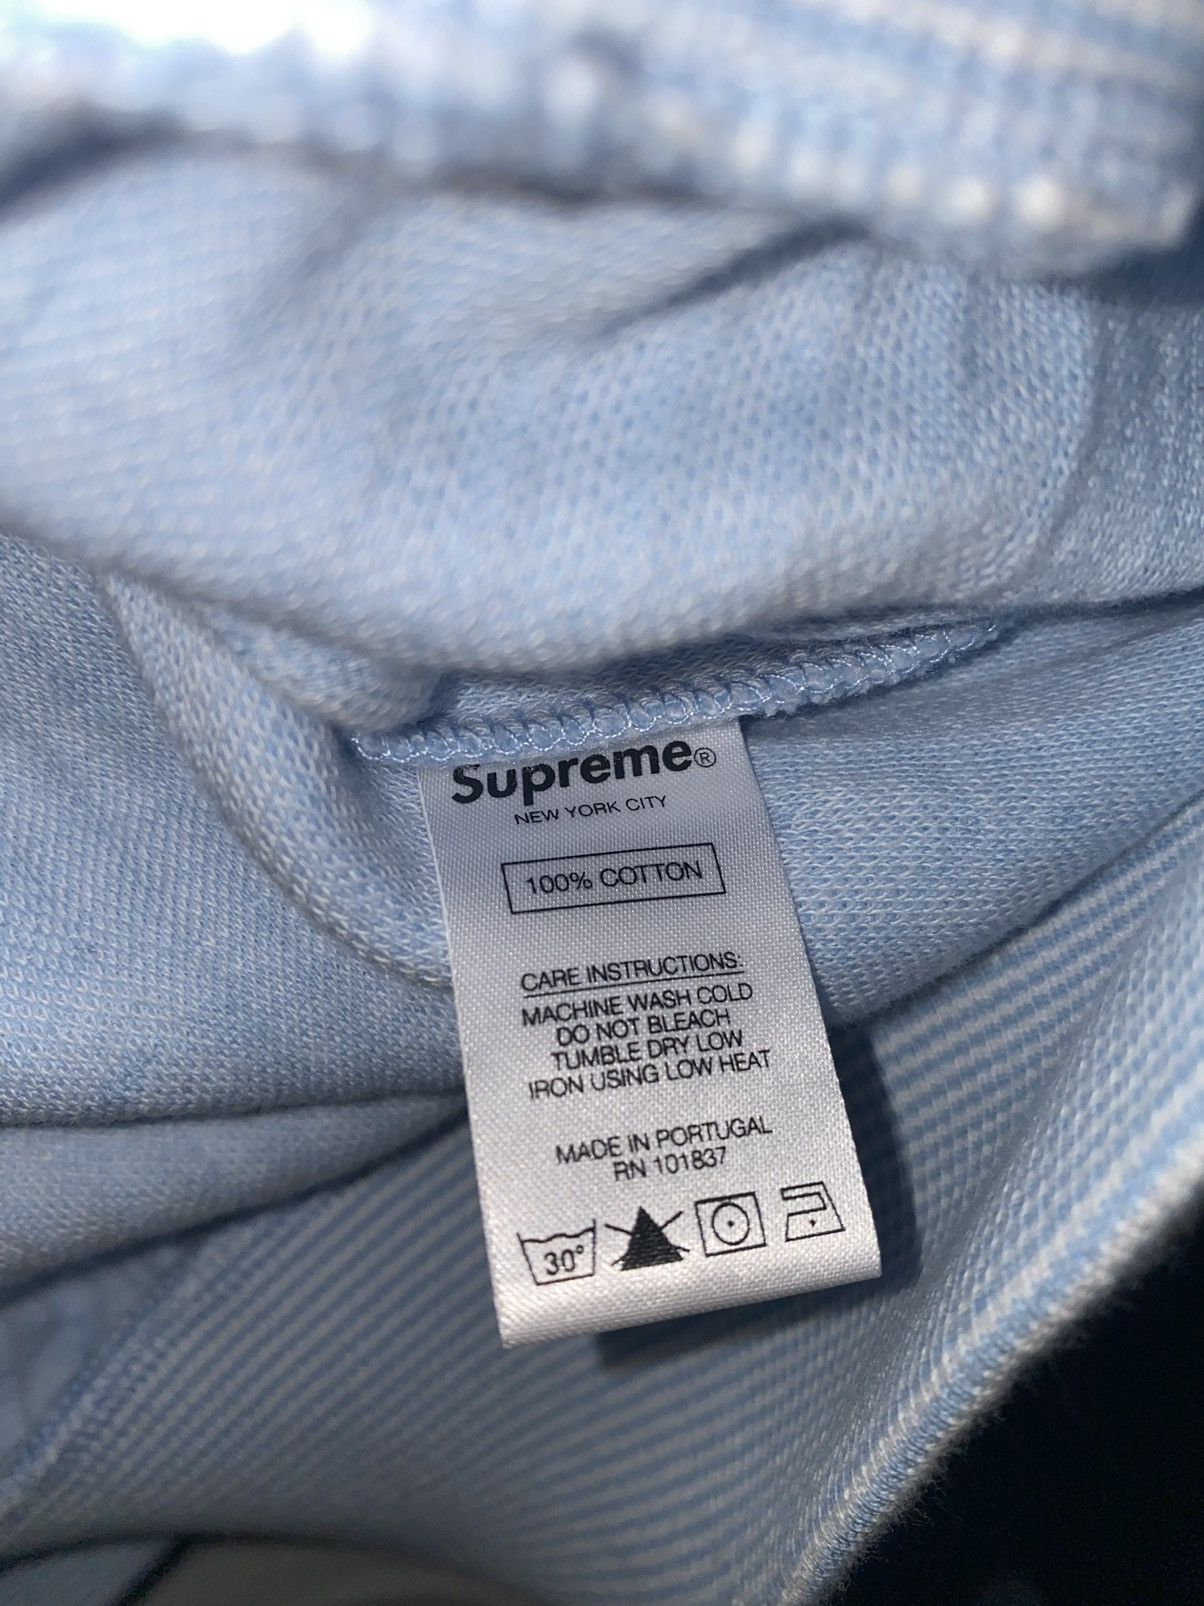 Supreme®
NEW YORK CITY
100% COTTON
CARE INSTRUCTIONS:
MACHINE WASH COLD
DO NOT BLEACH
TUMBLE DRY LOW
IRON USING LOW HEAT
MADE IN PORTUGAL
RN 101837
30°